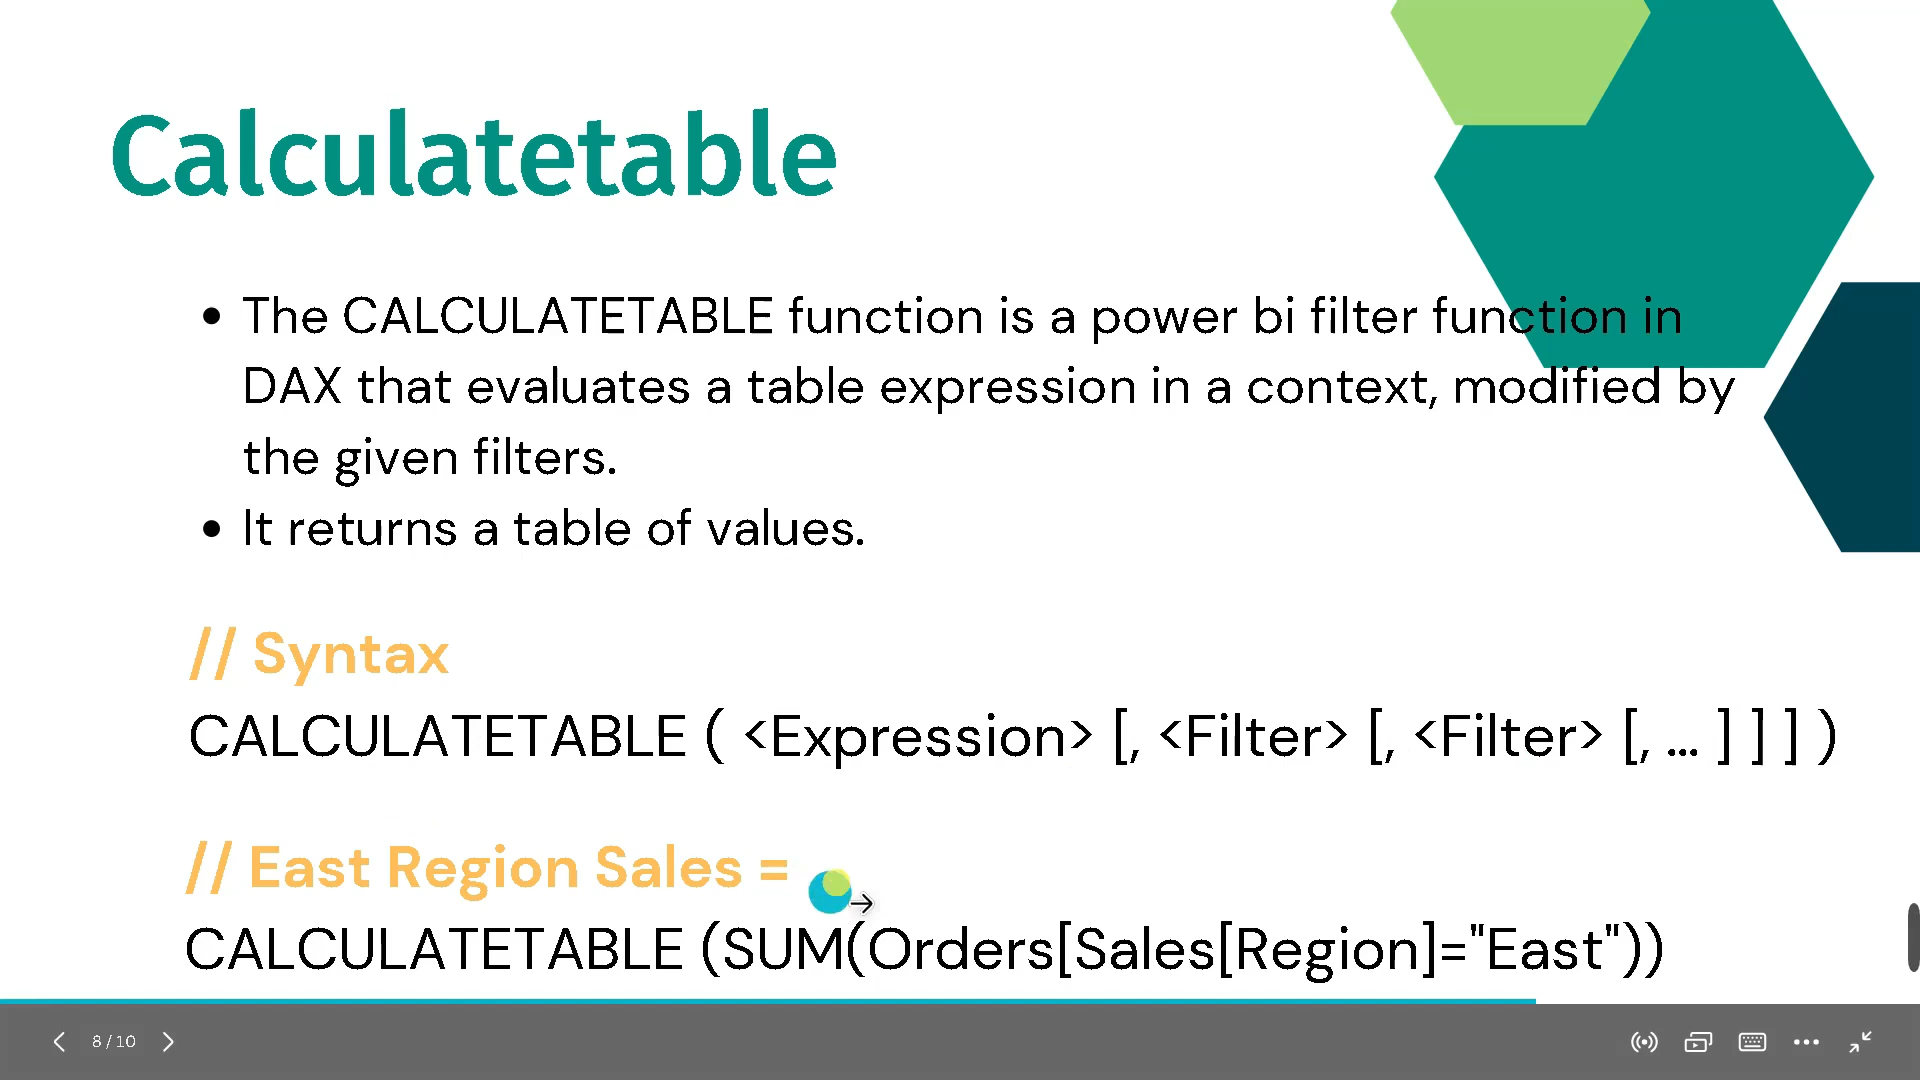 Calculatetable
• The CALCULATETABLE function is a power bi filter function in
DAX that evaluates a table expression in a context, modified by
the given filters.
• It returns a table of values.
// Syntax
CALCULATETABLE ( <Expression> [, <Filter> [, <Filter> [, … ] ] ] )
// East Region Sales =
CALCULATETABLE (SUM(Orders[Sales[Region]="East"))
8 / 10